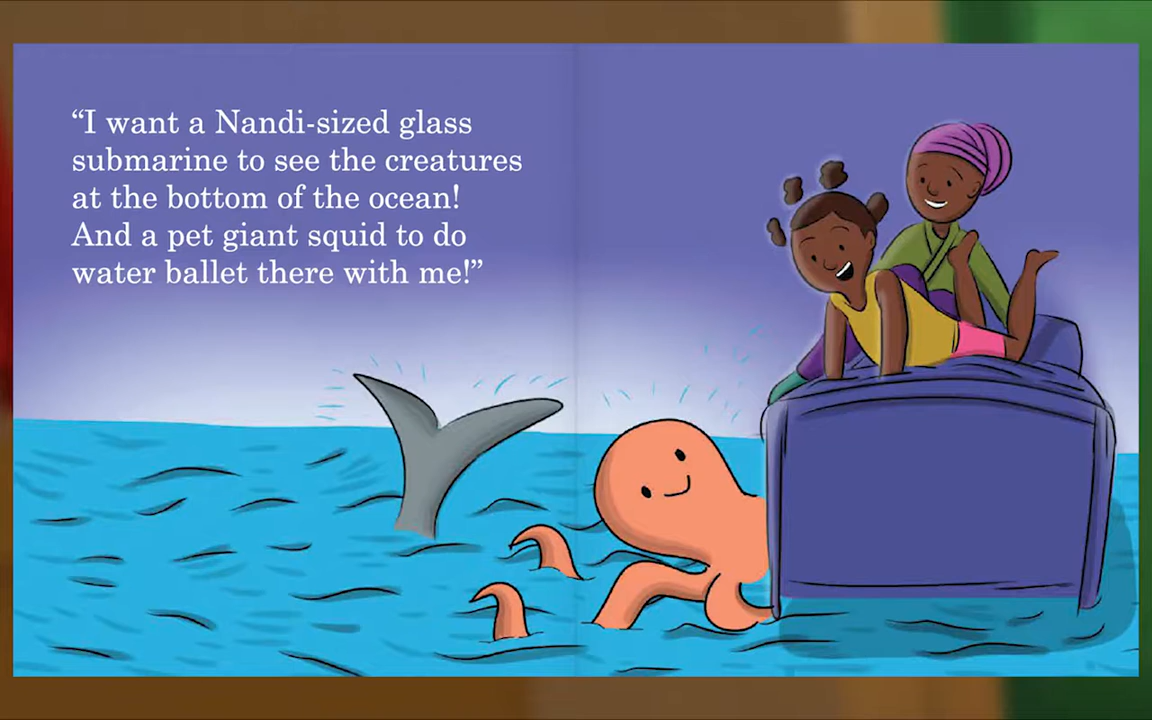 “I want a Nandi-sized glass
submarine to see the creatures
at the bottom of the ocean!
And a pet giant squid to do
water ballet there with me!”